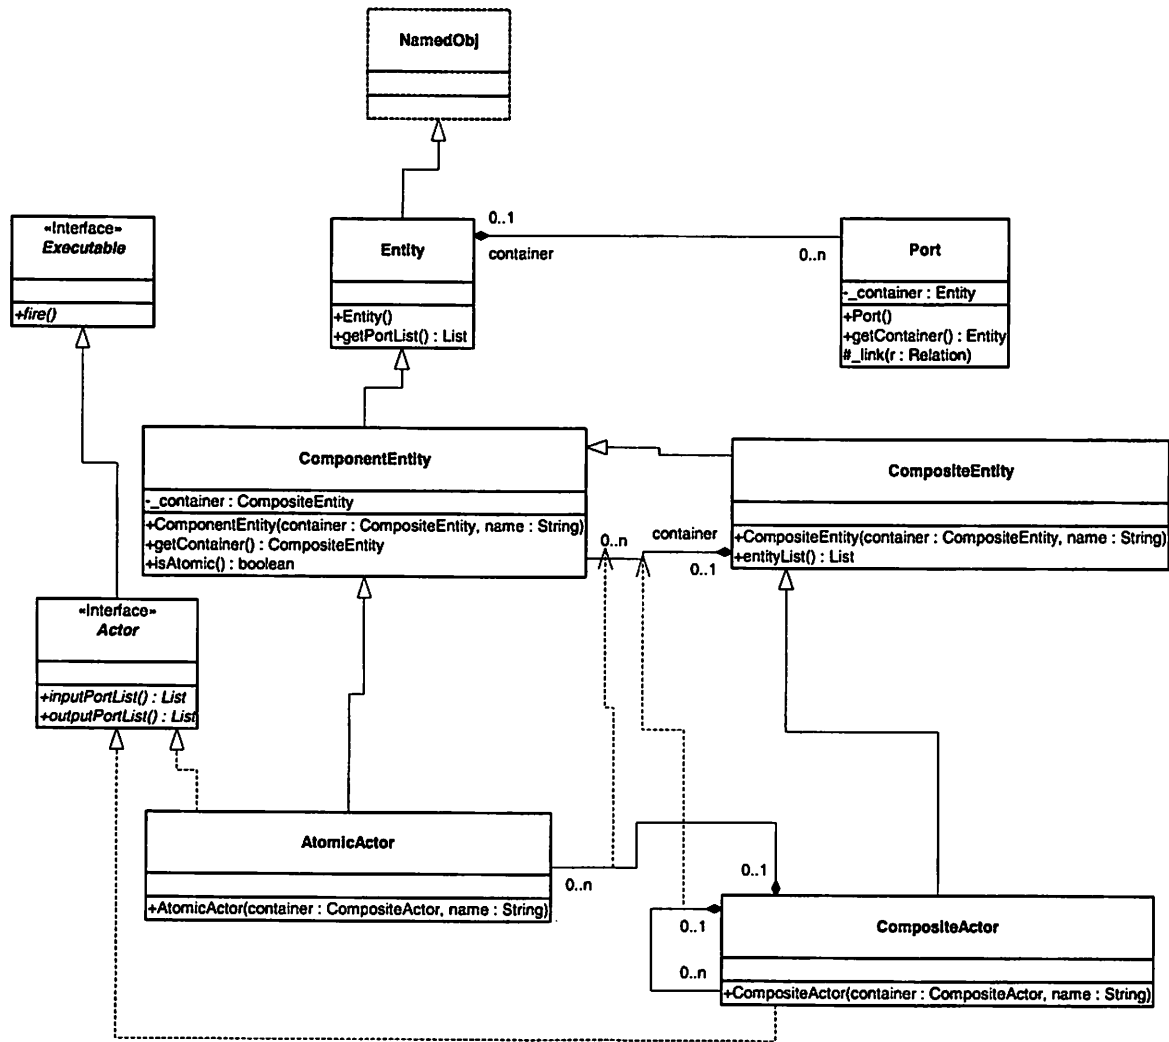 NamedObj
«Interface»
Executable
+fire()
Entity
+Entity()
+getPortList() : List
0..1
container
0..n
Port
-_container : Entity
+Port()
+getContainer() : Entity
#_link(r : Relation)
ComponentEntity
-_container : CompositeEntity
+ComponentEntity(container : CompositeEntity, name : String)
+getContainer() : CompositeEntity
+isAtomic() : boolean
0..n
container
0..1
CompositeEntity
+CompositeEntity(container : CompositeEntity, name : String)
+entityList() : List
«Interface»
Actor
+inputPortList() : List
+outputPortList() : List
AtomicActor
+AtomicActor(container : CompositeActor, name : String)
0..n
0..1
0..1
0..n
CompositeActor
+CompositeActor(container : CompositeActor, name : String)